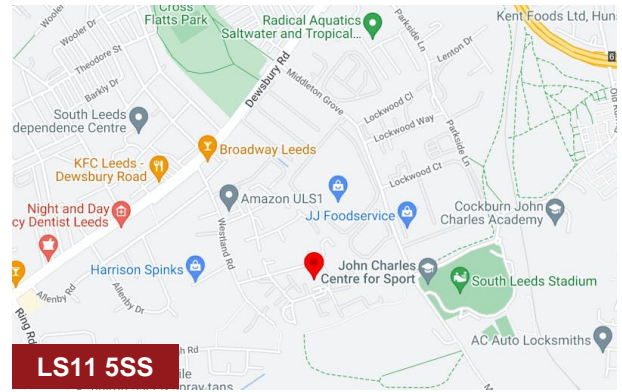 Cross
Flatts Park
Wooler
Wooler Dr
Theodore St
Barkly Dr
Radical Aquatics
Saltwater and Tropical...
Parkside Ln
Lenton Dr
Kent Foods Ltd, Huns
6
Dewsbury Rd
Middleton Grove
Lockwood Cl
Lockwood Way
Parkside Ln
South Leeds
dependence Centre
Broadway Leeds
KFC Leeds -
Dewsbury Road
Lockwood Ct
Amazon ULS1
JJ Foodservice
Cockburn John
Charles Academy
Night and Day
cy Dentist Leeds
Westland Rd
Harrison Spinks
John Charles
Centre for Sport
South Leeds Stadium
Allenby Rd
Allenby Dr
Ring Rd
AC Auto Locksmiths
LS11 5SS